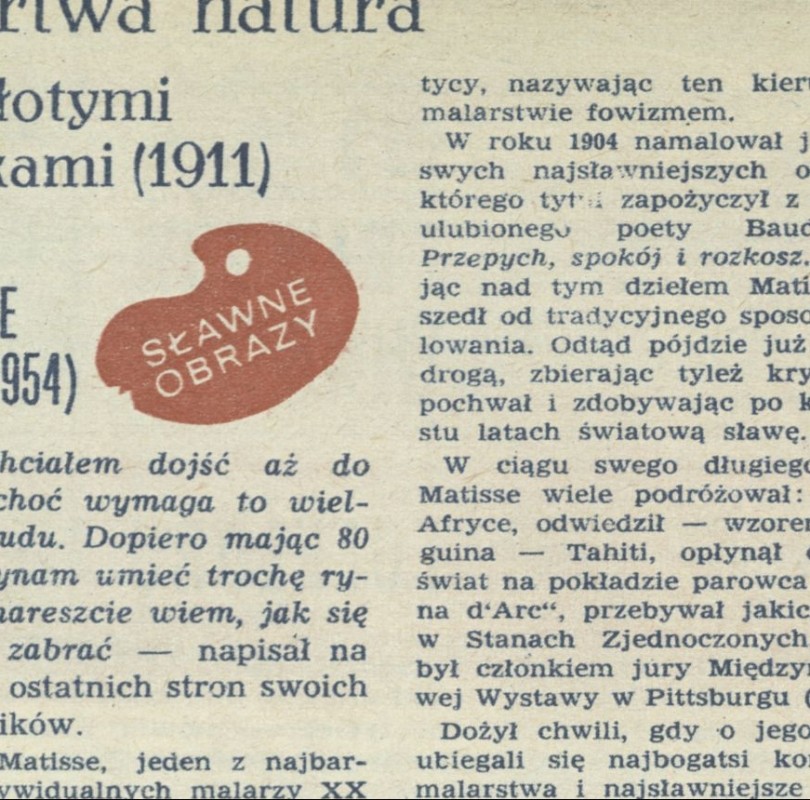 rtwa natura
łotymi
kami (1911)
E
954)
SŁAWNE
OBRAZY
hciałem dojść aż do
choć wymaga to wiel-
udu. Dopiero mając 80
ynam umieć trochę ry-
nareszcie wiem, jak się
zabrać — napisał na
ostatnich stron swoich
ików.
Matisse, jeden z najbar-
ywidualnych malarzy XX
tycy, nazywając ten kier
malarstwie fowizmem.
W roku 1904 namalował j
swych najsławniejszych o
którego zapożyczył z
ulubionego poety Baud
Przepych, spokój i rozkosz.
jąc nad tym dziełem Mati
szedł od tradycyjnego sposo
lowania. Odtąd pójdzie już
drogą, zbierając tyleż kry
pochwał i zdobywając po k
stu latach światową sławę.
W ciągu swego długiego
Matisse wiele podróżował:
Afryce, odwiedził — wzorem
guina — Tahiti, opłynął
świat na pokładzie parowca
na d‘Arc“, przebywał jakic
w Stanach Zjednoczonych
był członkiem jury Między
wej Wystawy w Pittsburgu (
Dożył chwili, gdy o jego
ubiegali się najbogatsi ko
malarstwa i najsławniejsze